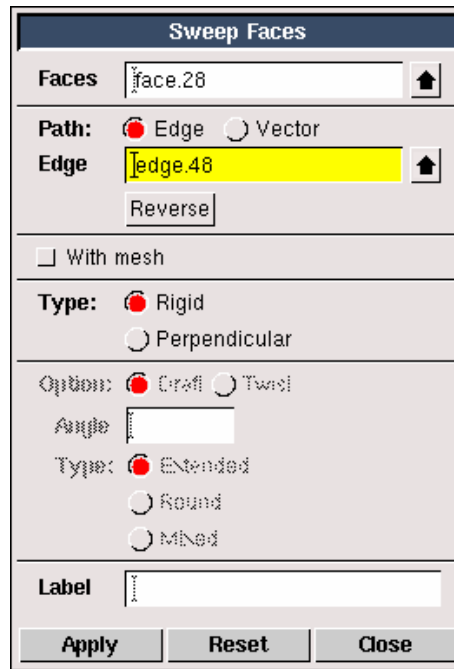 Sweep Faces
Faces face.28
Path: Edge Vector
Edge edge.48
Reverse
With mesh
Type: Rigid
Perpendicular
Option: Draft Twist
Angle
Type: Extended
Round
Mixed
Label
Apply Reset Close